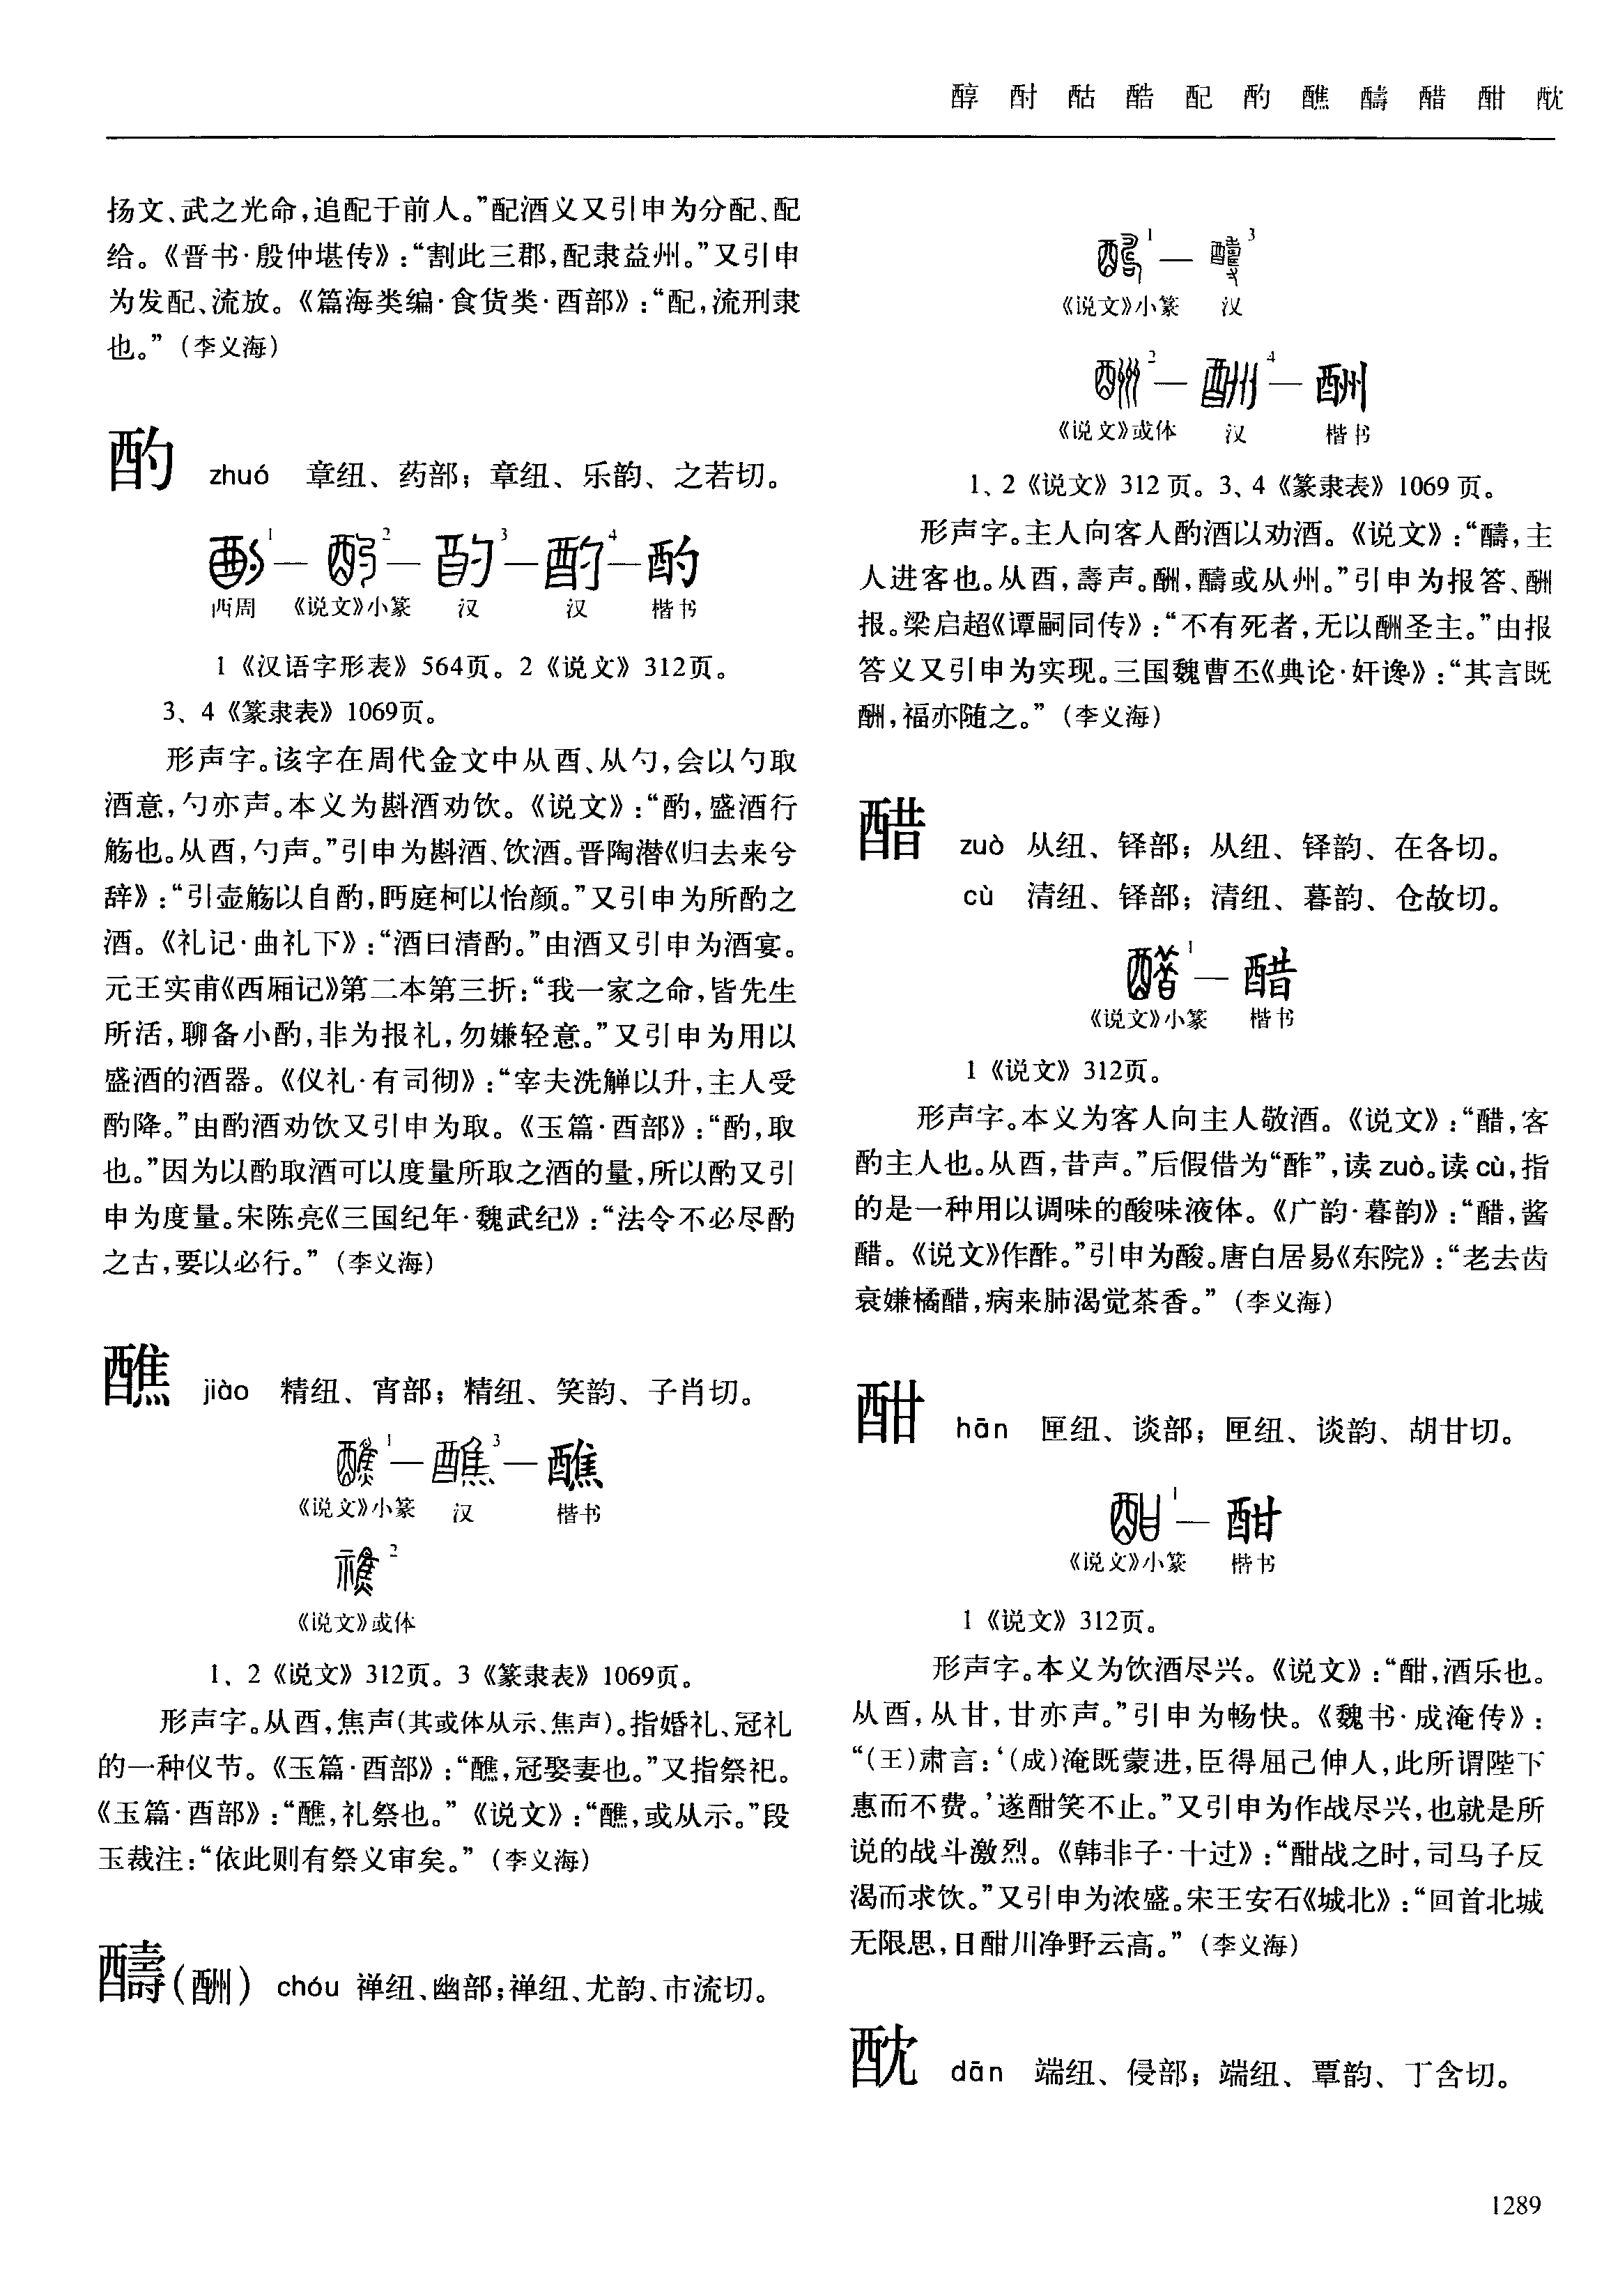 醇 酎 酤 酷 配 酌 醮 醻 醋 酣 酖
扬文、武之光命,追配于前人。”配酒义又引申为分配、配
给。《晋书·殷仲堪传》:“割此三郡,配隶益州。”又引申
为发配、流放。《篇海类编·食货类·酉部》:“配,流刑隶
也。”(李义海)
酌 zhuó 章纽、药部;章纽、乐韵、之若切。
酌1—酌2—酌3—酌4—酌
西周 《说文》小篆 汉 汉 楷书
1《汉语字形表》564页。2《说文》312页。
3、4《篆隶表》1069页。
形声字。该字在周代金文中从酉、从勺,会以勺取
酒意,勺亦声。本义为斟酒劝饮。《说文》:“酌,盛酒行
觞也。从酉,勺声。”引申为斟酒、饮酒。晋陶潜《归去来兮
辞》:“引壶觞以自酌,眄庭柯以怡颜。”又引申为所酌之
酒。《礼记·曲礼下》:“酒曰清酌。”由酒又引申为酒宴。
元王实甫《西厢记》第二本第三折:“我一家之命,皆先生
所活,聊备小酌,非为报礼,勿嫌轻意。”又引申为用以
盛酒的酒器。《仪礼·有司彻》:“宰夫洗觯以升,主人受
酌降。”由酌酒劝饮又引申为取。《玉篇·酉部》:“酌,取
也。”因为以酌取酒可以度量所取之酒的量,所以酌又引
申为度量。宋陈亮《三国纪年·魏武纪》:“法令不必尽酌
之古,要以必行。”(李义海)
醮 jiào 精纽、宵部;精纽、笑韵、子肖切。
醮1—醮3—醮
《说文》小篆 汉 楷书
䄍2
《说文》或体
1、2《说文》312页。3《篆隶表》1069页。
形声字。从酉,焦声(其或体从示、焦声)。指婚礼、冠礼
的一种仪节。《玉篇·酉部》:“醮,冠娶妻也。”又指祭祀。
《玉篇·酉部》:“醮,礼祭也。”《说文》:“醮,或从示。”段
玉裁注:“依此则有祭义审矣。”(李义海)
醻(酬) chóu 禅纽、幽部;禅纽、尤韵、市流切。
醻1—醻3
《说文》小篆 汉
酬2—酬4—酬
《说文》或体 汉 楷书
1、2《说文》312页。3、4《篆隶表》1069页。
形声字。主人向客人酌酒以劝酒。《说文》:“醻,主
人进客也。从酉,壽声。酬,醻或从州。”引申为报答、酬
报。梁启超《谭嗣同传》:“不有死者,无以酬圣主。”由报
答义又引申为实现。三国魏曹丕《典论·奸谗》:“其言既
酬,福亦随之。”(李义海)
醋 zuò 从纽、铎部;从纽、铎韵、在各切。
cù 清纽、铎部;清纽、暮韵、仓故切。
醋1—醋
《说文》小篆 楷书
1《说文》312页。
形声字。本义为客人向主人敬酒。《说文》:“醋,客
酌主人也。从酉,昔声。”后假借为“酢”,读zuò。读cù,指
的是一种用以调味的酸味液体。《广韵·暮韵》:“醋,酱
醋。《说文》作酢。”引申为酸。唐白居易《东院》:“老去齿
衰嫌橘醋,病来肺渴觉茶香。”(李义海)
酣 hān 匣纽、谈部;匣纽、谈韵、胡甘切。
酣1—酣
《说文》小篆 楷书
1《说文》312页。
形声字。本义为饮酒尽兴。《说文》:“酣,酒乐也。
从酉,从甘,甘亦声。”引申为畅快。《魏书·成淹传》:
“(王)肃言:‘(成)淹既蒙进,臣得屈己伸人,此所谓陛下
惠而不费。’遂酣笑不止。”又引申为作战尽兴,也就是所
说的战斗激烈。《韩非子·十过》:“酣战之时,司马子反
渴而求饮。”又引申为浓盛。宋王安石《城北》:“回首北城
无限思,日酣川净野云高。”(李义海)
酖 dān 端纽、侵部;端纽、覃韵、丁含切。
1289